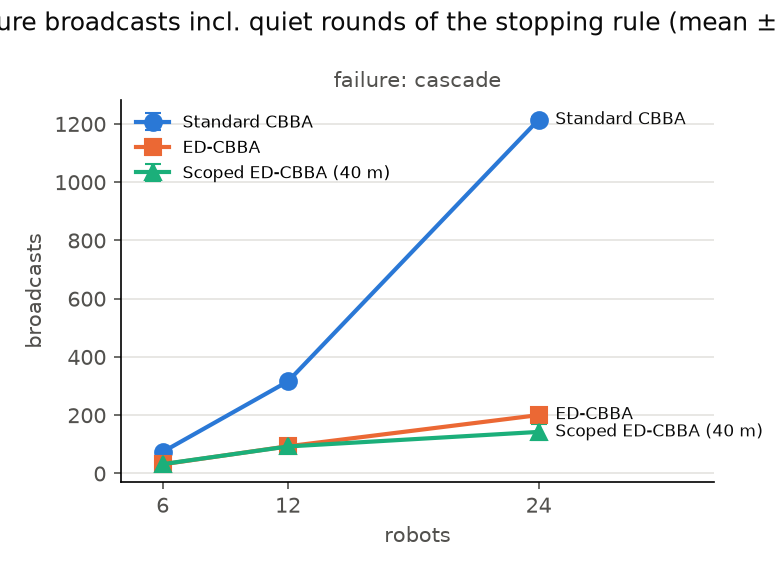 broadcasts incl. quiet rounds of the stopping rule (mean ±
failure: cascade
Standard CBBA
ED-CBBA
Scoped ED-CBBA (40 m)
1200
1000
800
600
400
200
0
broadcasts
Standard CBBA
ED-CBBA
Scoped ED-CBBA (40 m)
6
12
24
robots